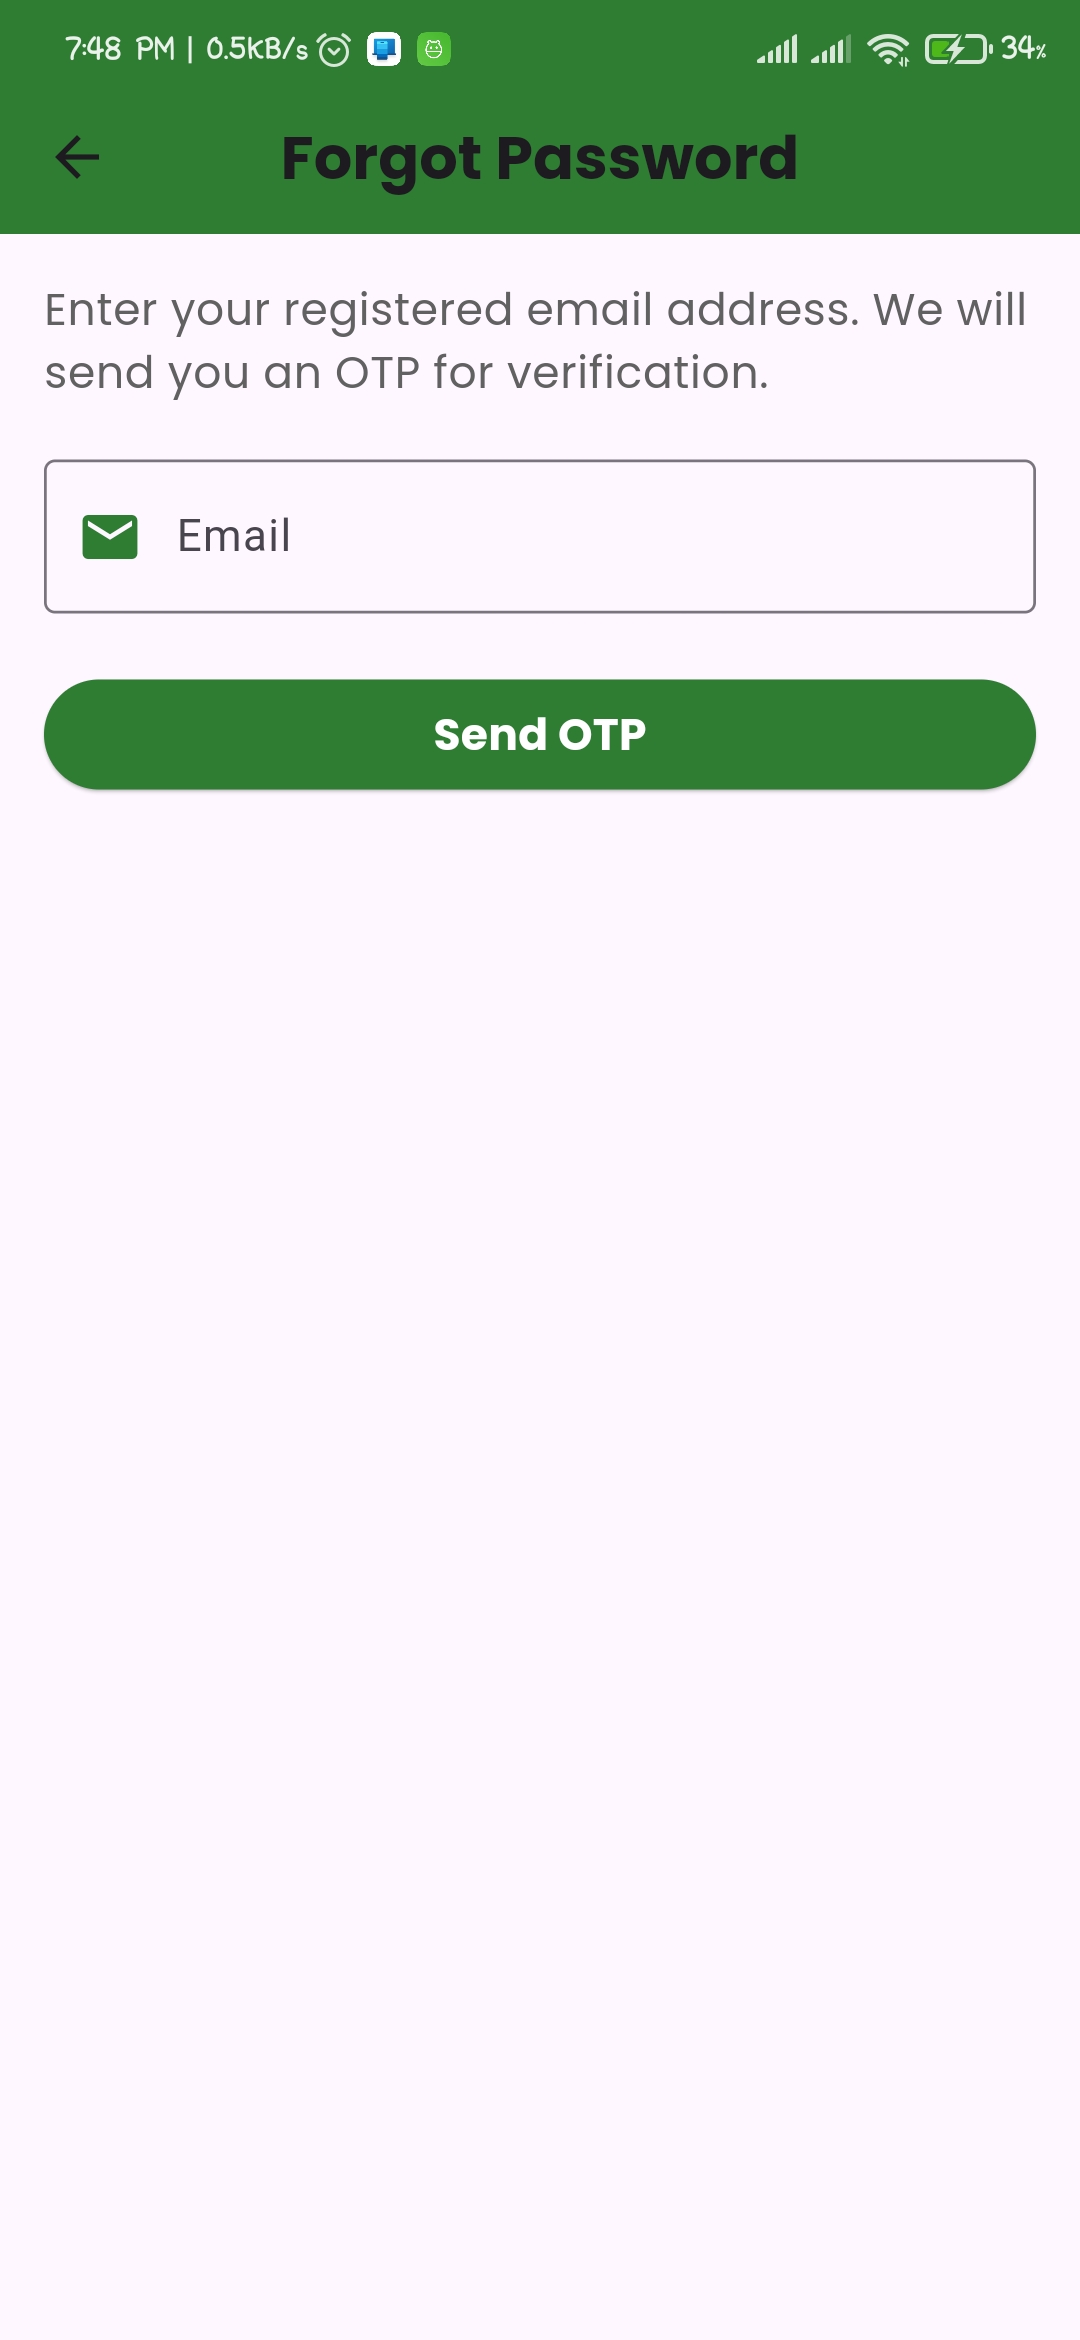 7:48 PM | 0.5KB/s 34%
Forgot Password
Enter your registered email address. We will
send you an OTP for verification.
Email
Send OTP